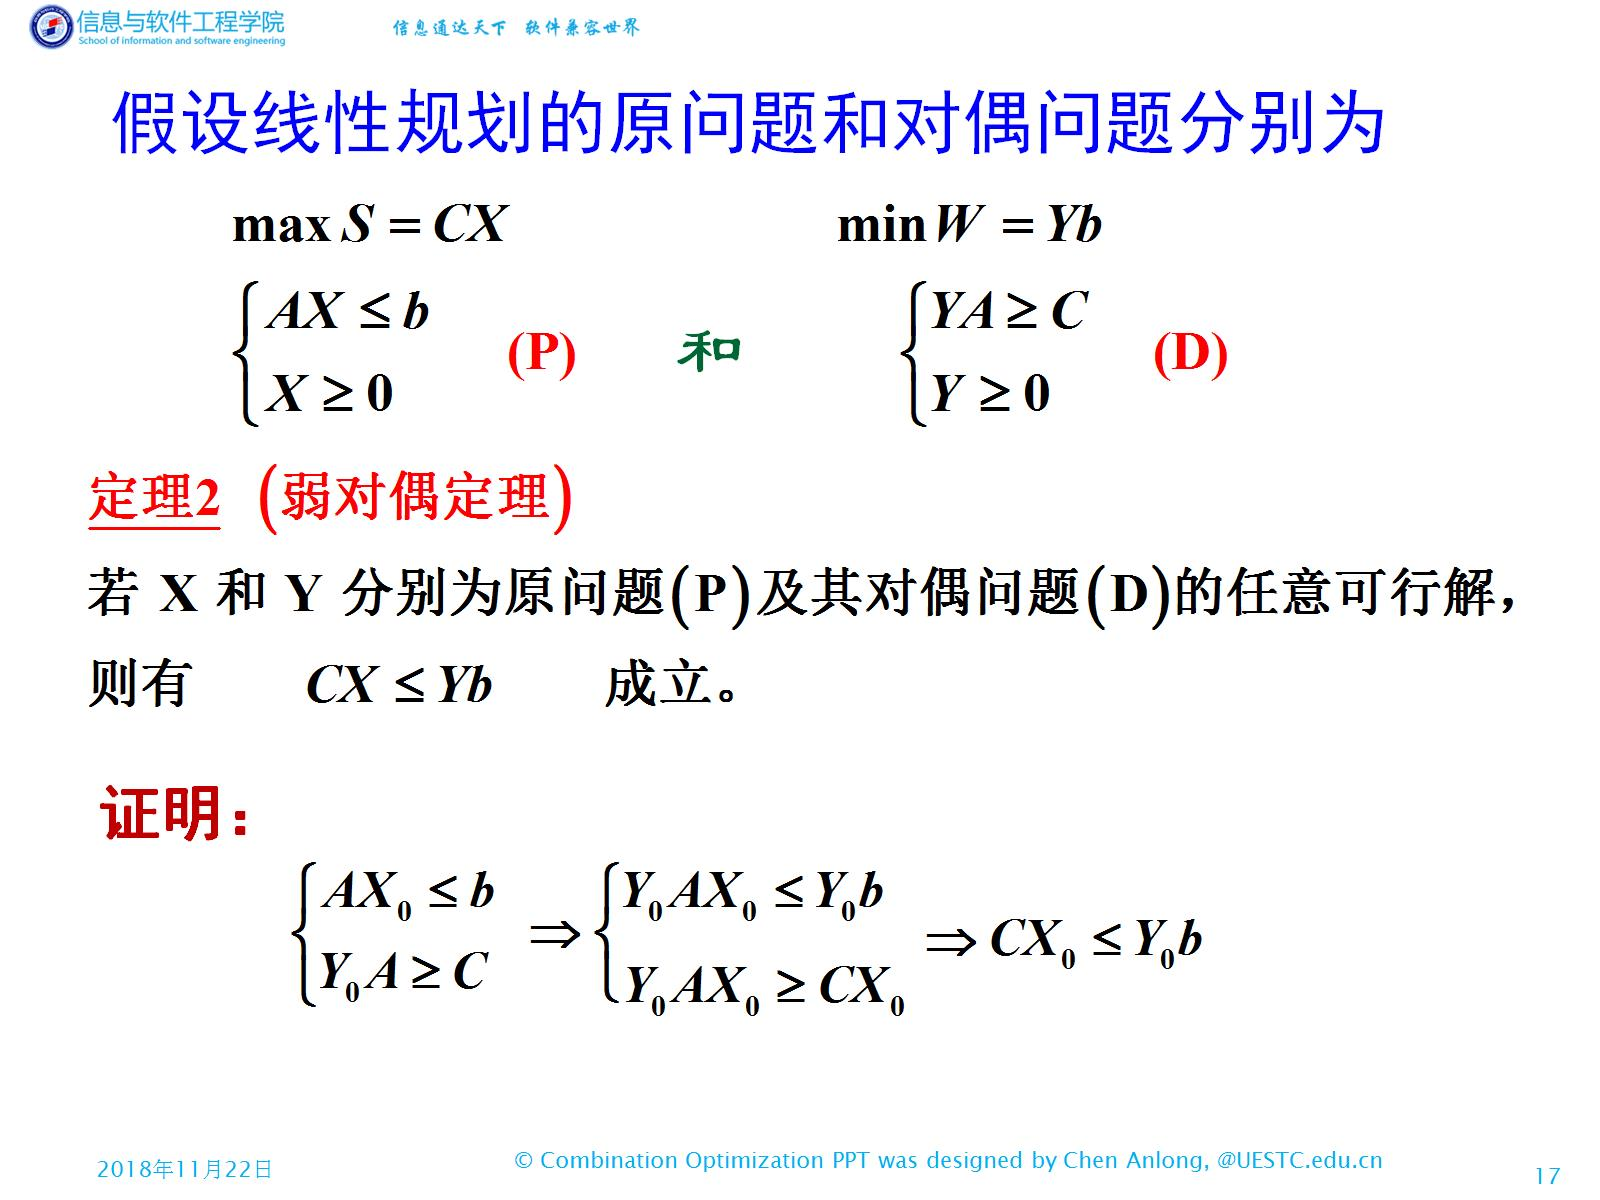 信息与软件工程学院
School of information and software engineering
信息通达天下 软件兼容世界
假设线性规划的原问题和对偶问题分别为
max S = CX
min W = Yb
AX ≤ b
X ≥ 0
(P)
和
YA ≥ C
Y ≥ 0
(D)
定理2 (弱对偶定理)
若 X 和 Y 分别为原问题(P)及其对偶问题(D)的任意可行解，
则有 CX ≤ Yb 成立。
证明：
{ AX₀ ≤ b
Y₀A ≥ C
⇒ { Y₀AX₀ ≤ Y₀b
Y₀AX₀ ≥ CX₀
⇒ CX₀ ≤ Y₀b
2018年11月22日
© Combination Optimization PPT was designed by Chen Anlong, @UESTC.edu.cn
17